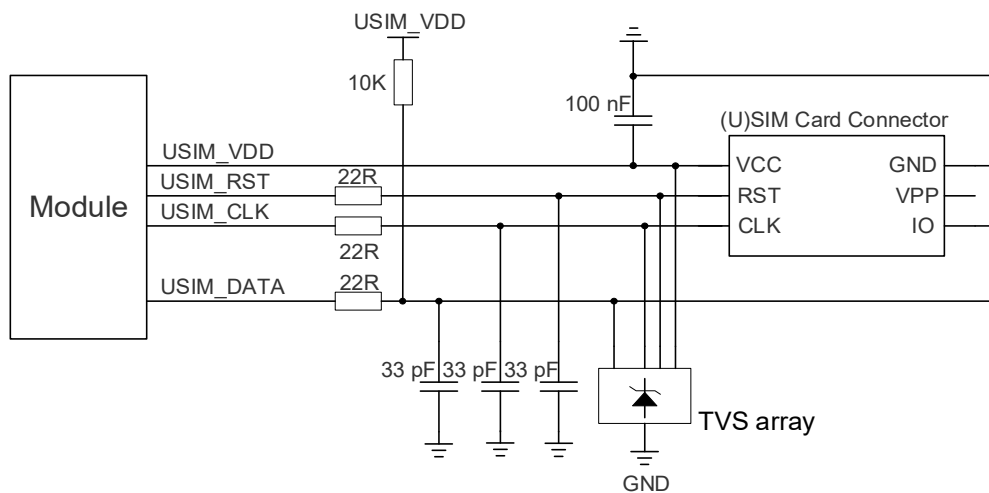 USIM_VDD
10K
100 nF
(U)SIM Card Connector
USIM_VDD
VCC
GND
USIM_RST
22R
RST
VPP
Module
USIM_CLK
CLK
IO
22R
USIM_DATA
22R
33 pF 33 pF 33 pF
TVS array
GND